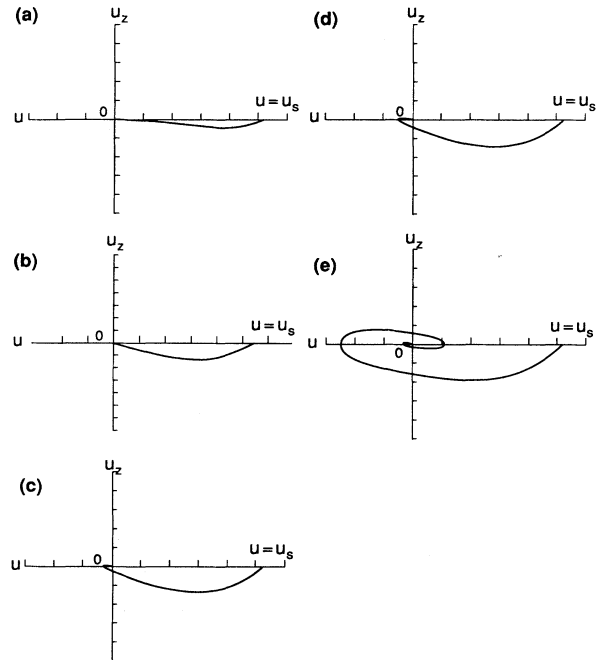 (a)
u_z
0
u = u_s
u
(b)
u_z
0
u = u_s
u
(c)
u_z
0
u = u_s
u
(d)
u_z
0
u = u_s
u
(e)
u_z
0
u = u_s
u